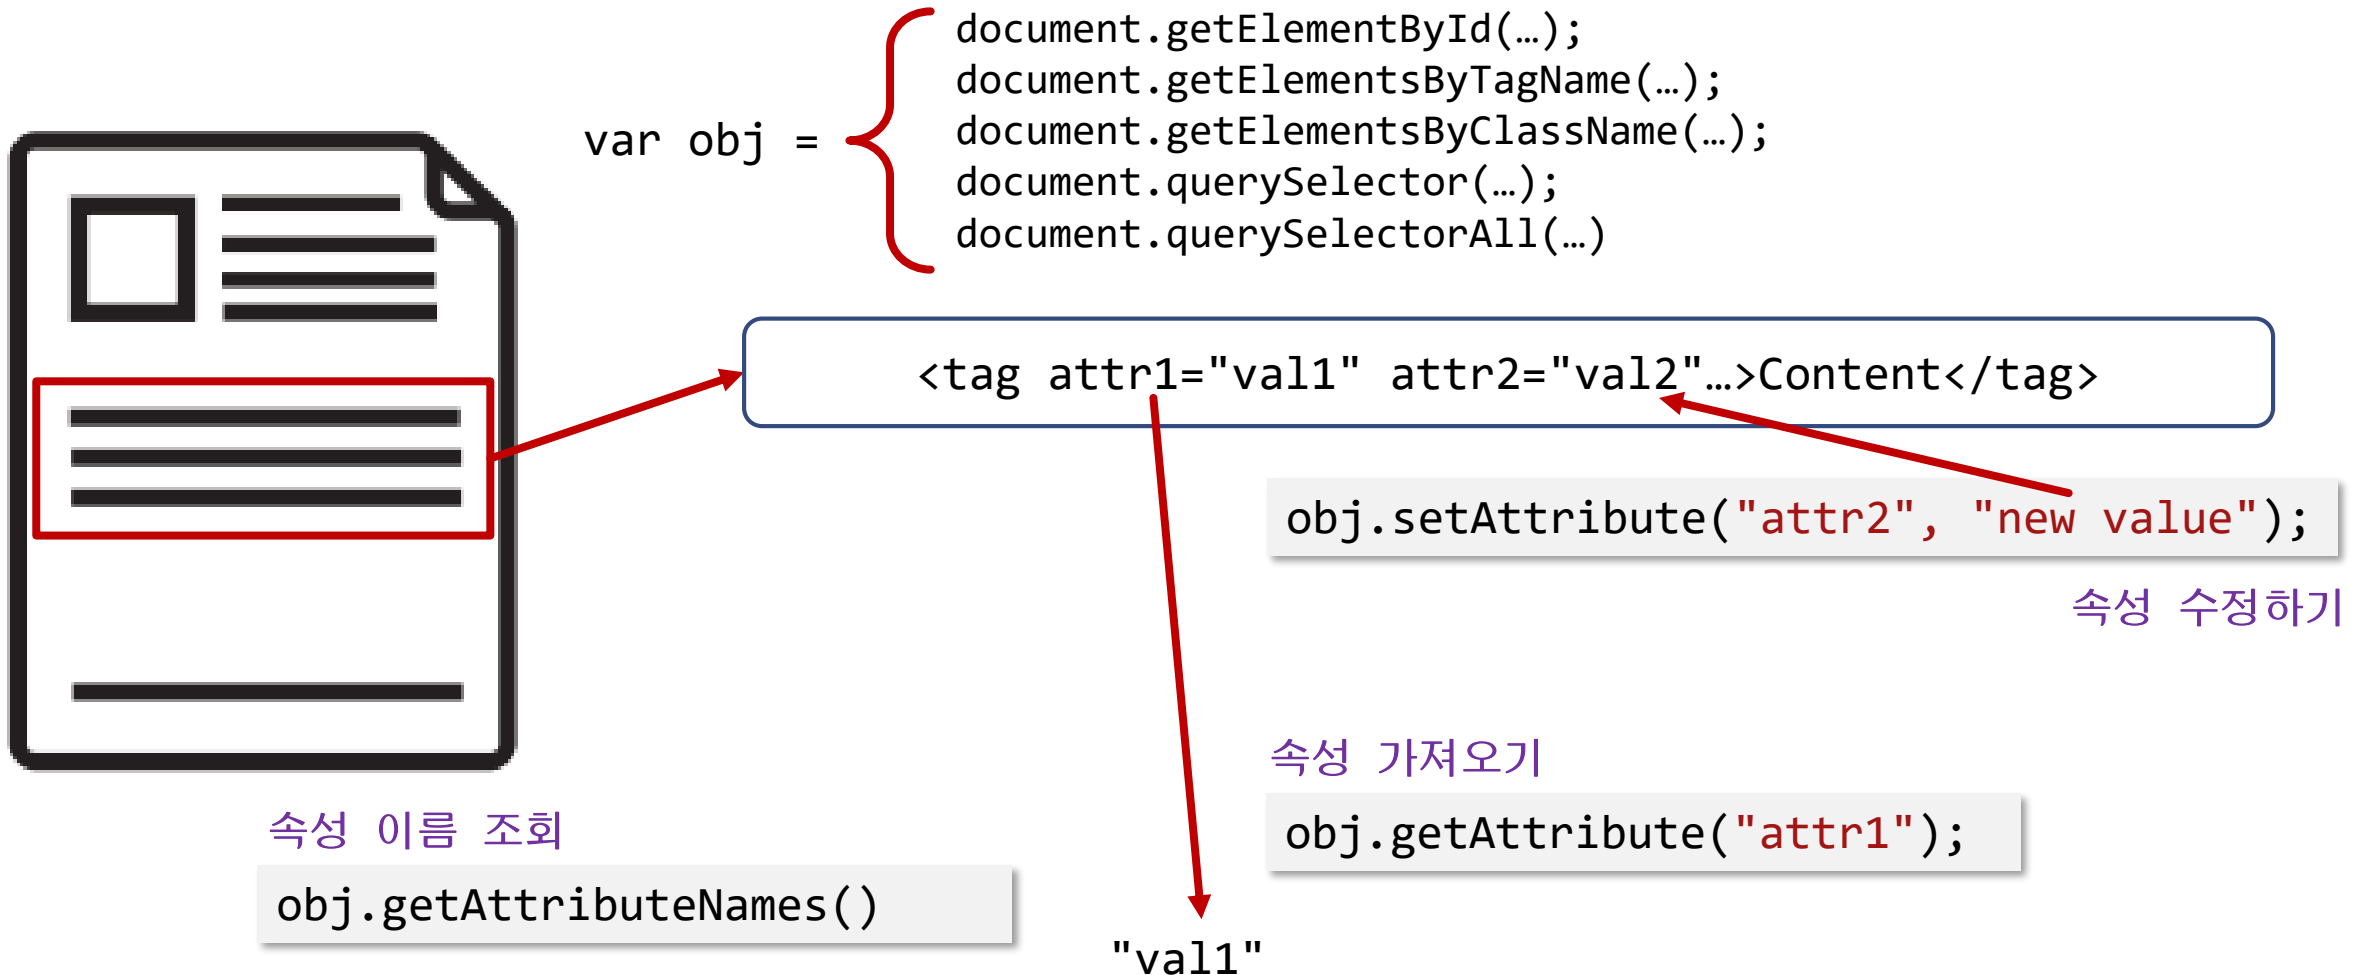 document.getElementById(…);
document.getElementsByTagName(…);
var obj =
document.getElementsByClassName(…);
document.querySelector(…);
document.querySelectorAll(…)
<tag attr1="val1" attr2="val2"…>Content</tag>
obj.setAttribute("attr2", "new value");
속성 수정하기
속성 가져오기
obj.getAttribute("attr1");
속성 이름 조회
obj.getAttributeNames()
"val1"